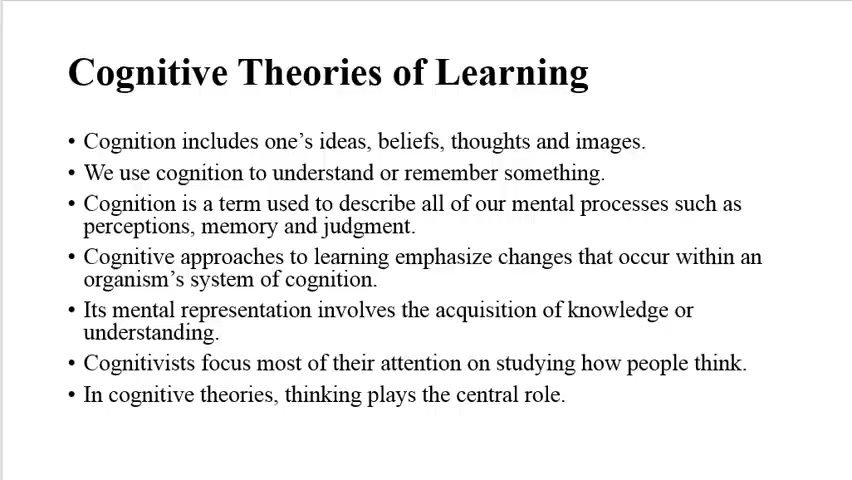 Cognitive Theories of Learning
• Cognition includes one’s ideas, beliefs, thoughts and images.
• We use cognition to understand or remember something.
• Cognition is a term used to describe all of our mental processes such as
perceptions, memory and judgment.
• Cognitive approaches to learning emphasize changes that occur within an
organism’s system of cognition.
• Its mental representation involves the acquisition of knowledge or
understanding.
• Cognitivists focus most of their attention on studying how people think.
• In cognitive theories, thinking plays the central role.